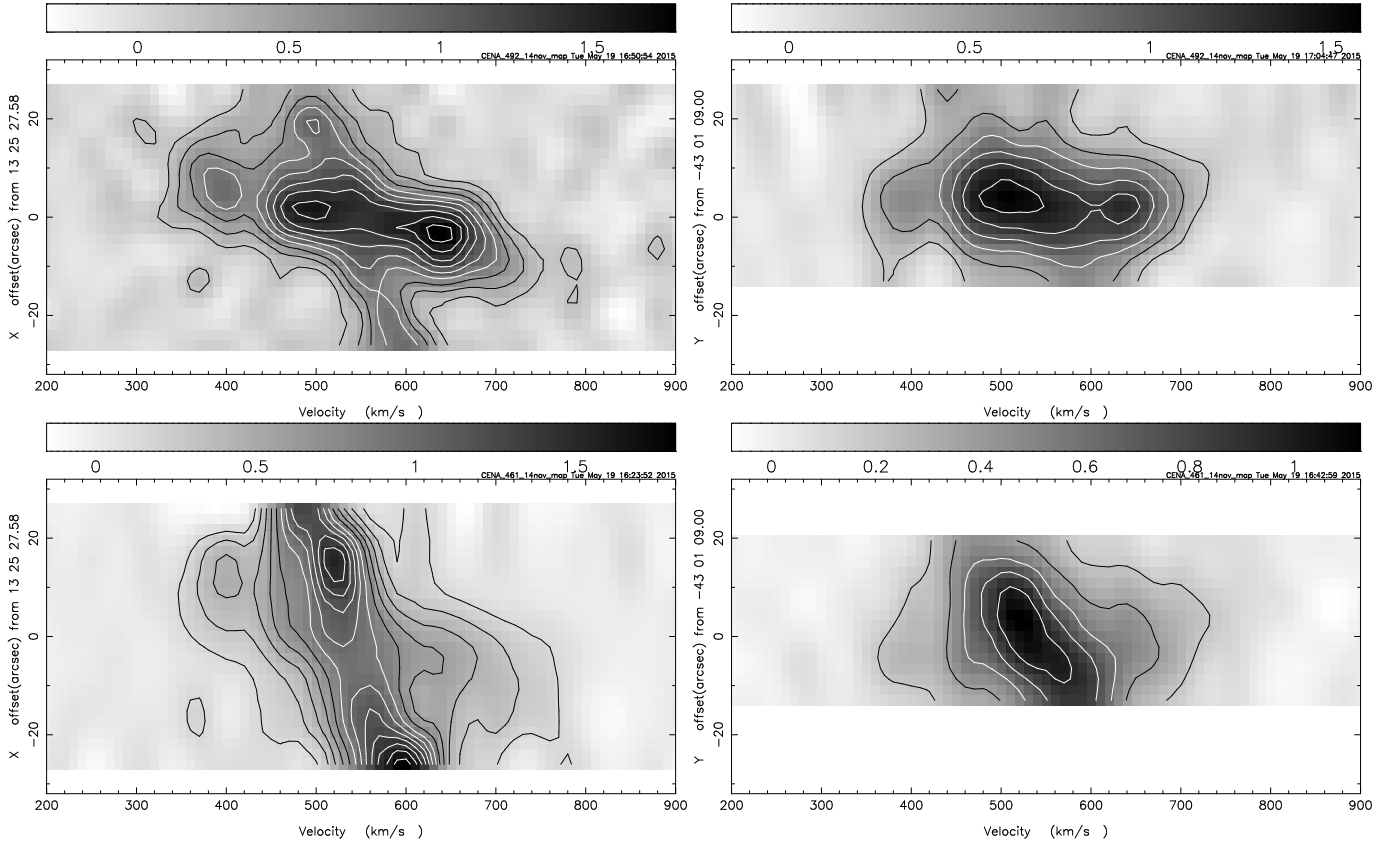 0 0.5 1 1.5
CENA_492_14nov_map Tue May 19 16:50:54 2015
X offset(arcsec) from 13 25 27.58
20
0
−20
200 300 400 500 600 700 800 900
Velocity (km/s )
0 0.5 1 1.5
CENA_492_14nov_map Tue May 19 17:04:47 2015
Y offset(arcsec) from −43 01 09.00
20
0
−20
200 300 400 500 600 700 800 900
Velocity (km/s )
0 0.5 1 1.5
CENA_461_14nov_map Tue May 19 16:23:52 2015
X offset(arcsec) from 13 25 27.58
20
0
−20
200 300 400 500 600 700 800 900
Velocity (km/s )
0 0.2 0.4 0.6 0.8 1
CENA_461_14nov_map Tue May 19 16:42:59 2015
Y offset(arcsec) from −43 01 09.00
20
0
−20
200 300 400 500 600 700 800 900
Velocity (km/s )